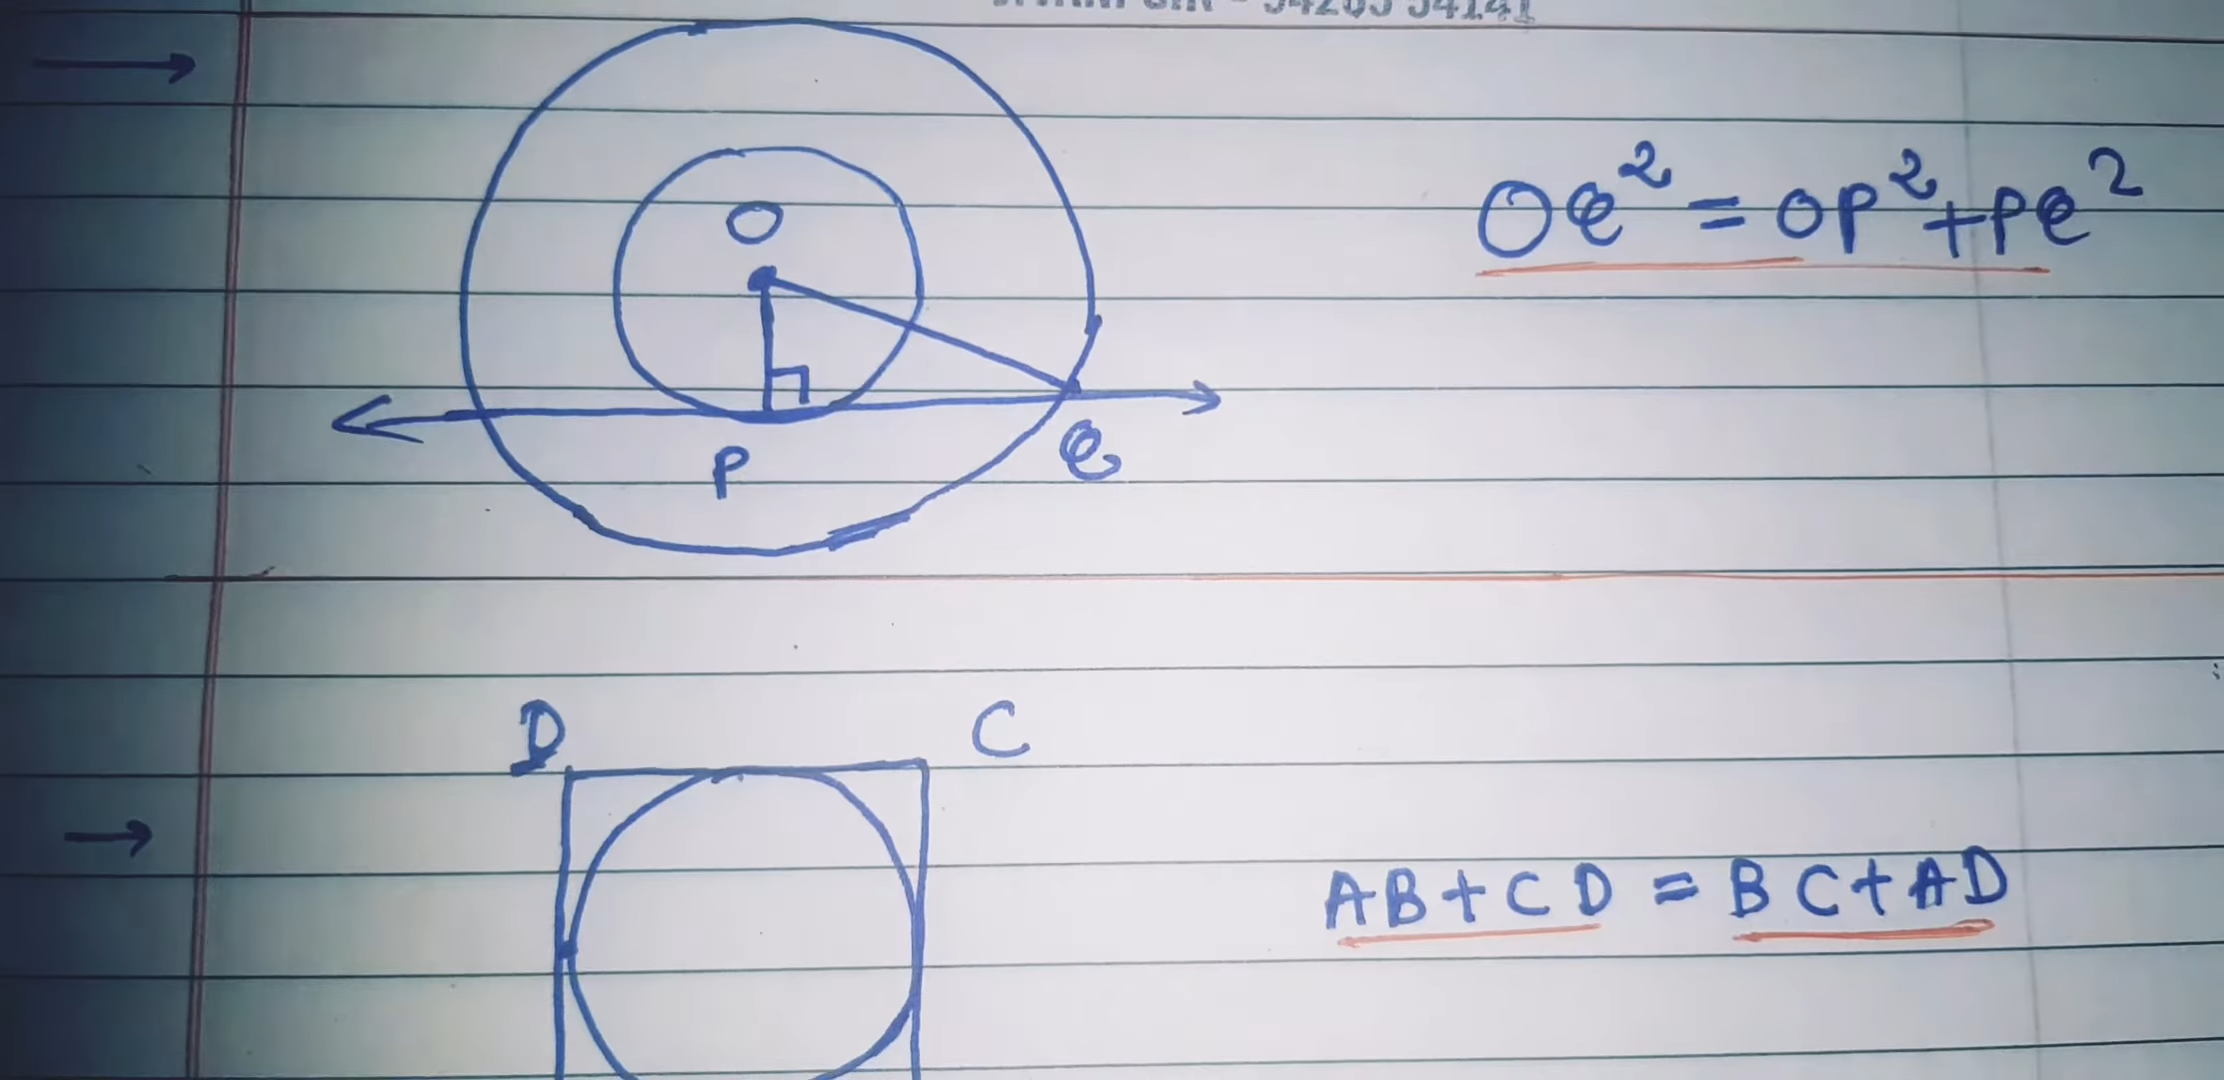 O
OQ² = OP² + PQ²
P
Q
D C
AB + CD = BC + AD